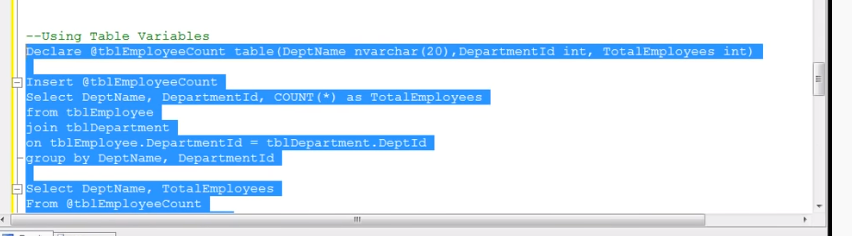 --Using Table Variables
Declare @tblEmployeeCount table(DeptName nvarchar(20),DepartmentId int, TotalEmployees int)
Insert @tblEmployeeCount
Select DeptName, DepartmentId, COUNT(*) as TotalEmployees
from tblEmployee
join tblDepartment
on tblEmployee.DepartmentId = tblDepartment.DeptId
group by DeptName, DepartmentId
Select DeptName, TotalEmployees
From @tblEmployeeCount